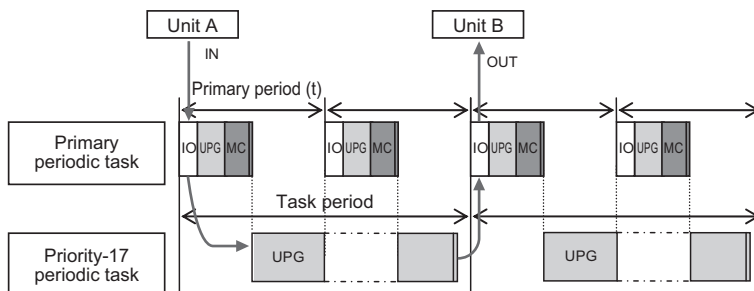 Unit A
Unit B
IN
OUT
Primary period (t)
Primary
periodic task
IO UPG MC
IO UPG MC
IO UPG MC
IO UPG MC
Task period
Priority-17
periodic task
UPG
UPG